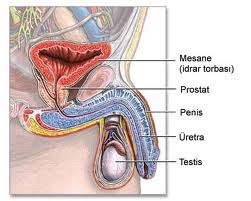 Mesane
(idrar torbası)
Prostat
Penis
Üretra
Testis